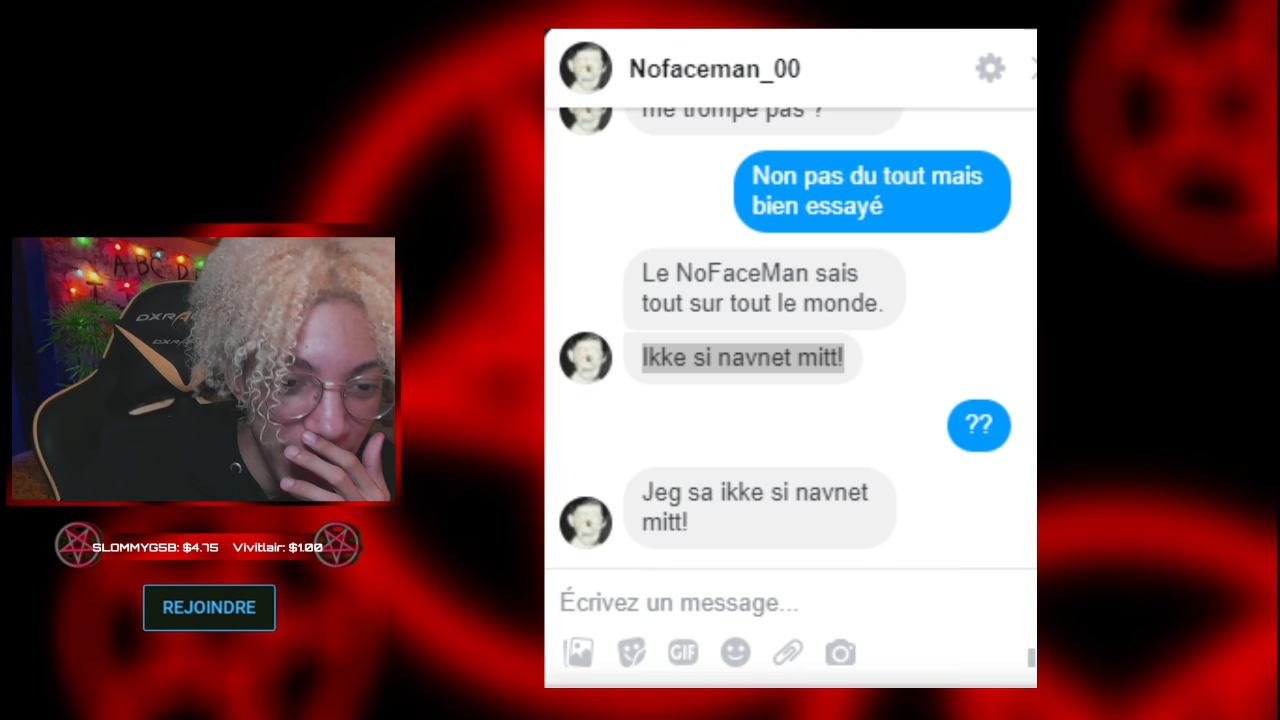 Nofaceman_00
me trompe pas ?
Non pas du tout mais
bien essayé
Le NoFaceMan sais
tout sur tout le monde.
Ikke si navnet mitt!
??
Jeg sa ikke si navnet
mitt!
Écrivez un message...
GIF
A B C D
SLOMMYG5B: $4.75 Vivitlair: $1.00
REJOINDRE